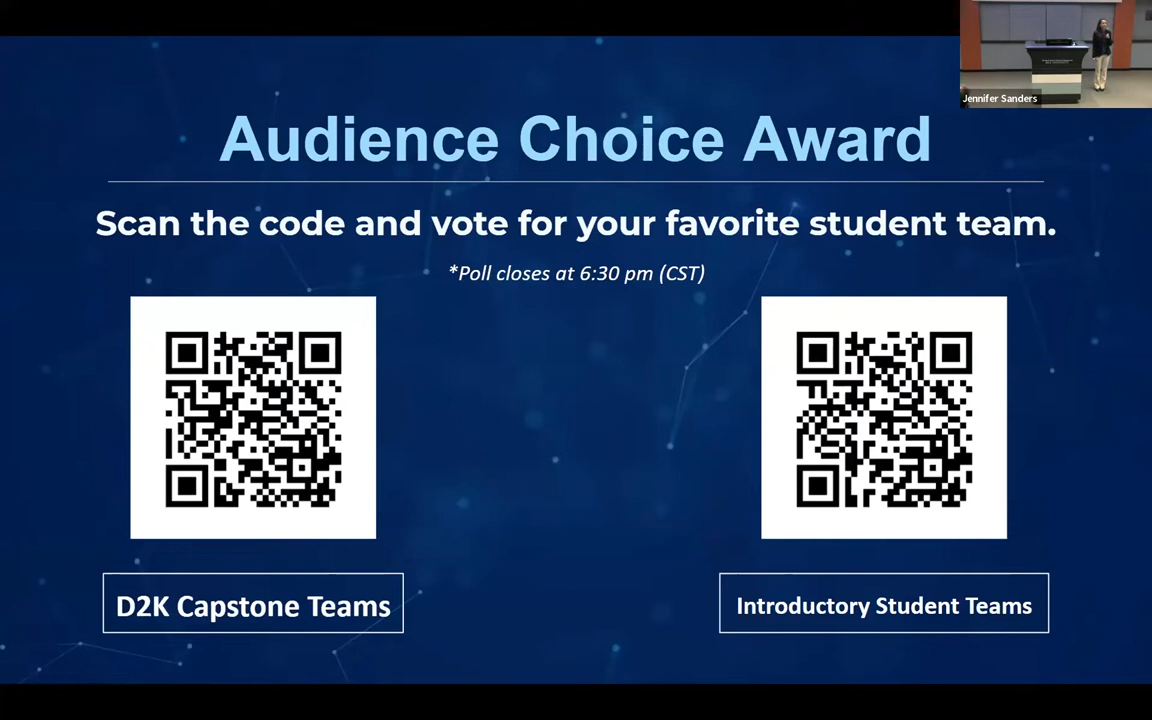 Jennifer Sanders
Audience Choice Award
Scan the code and vote for your favorite student team.
*Poll closes at 6:30 pm (CST)
D2K Capstone Teams
Introductory Student Teams